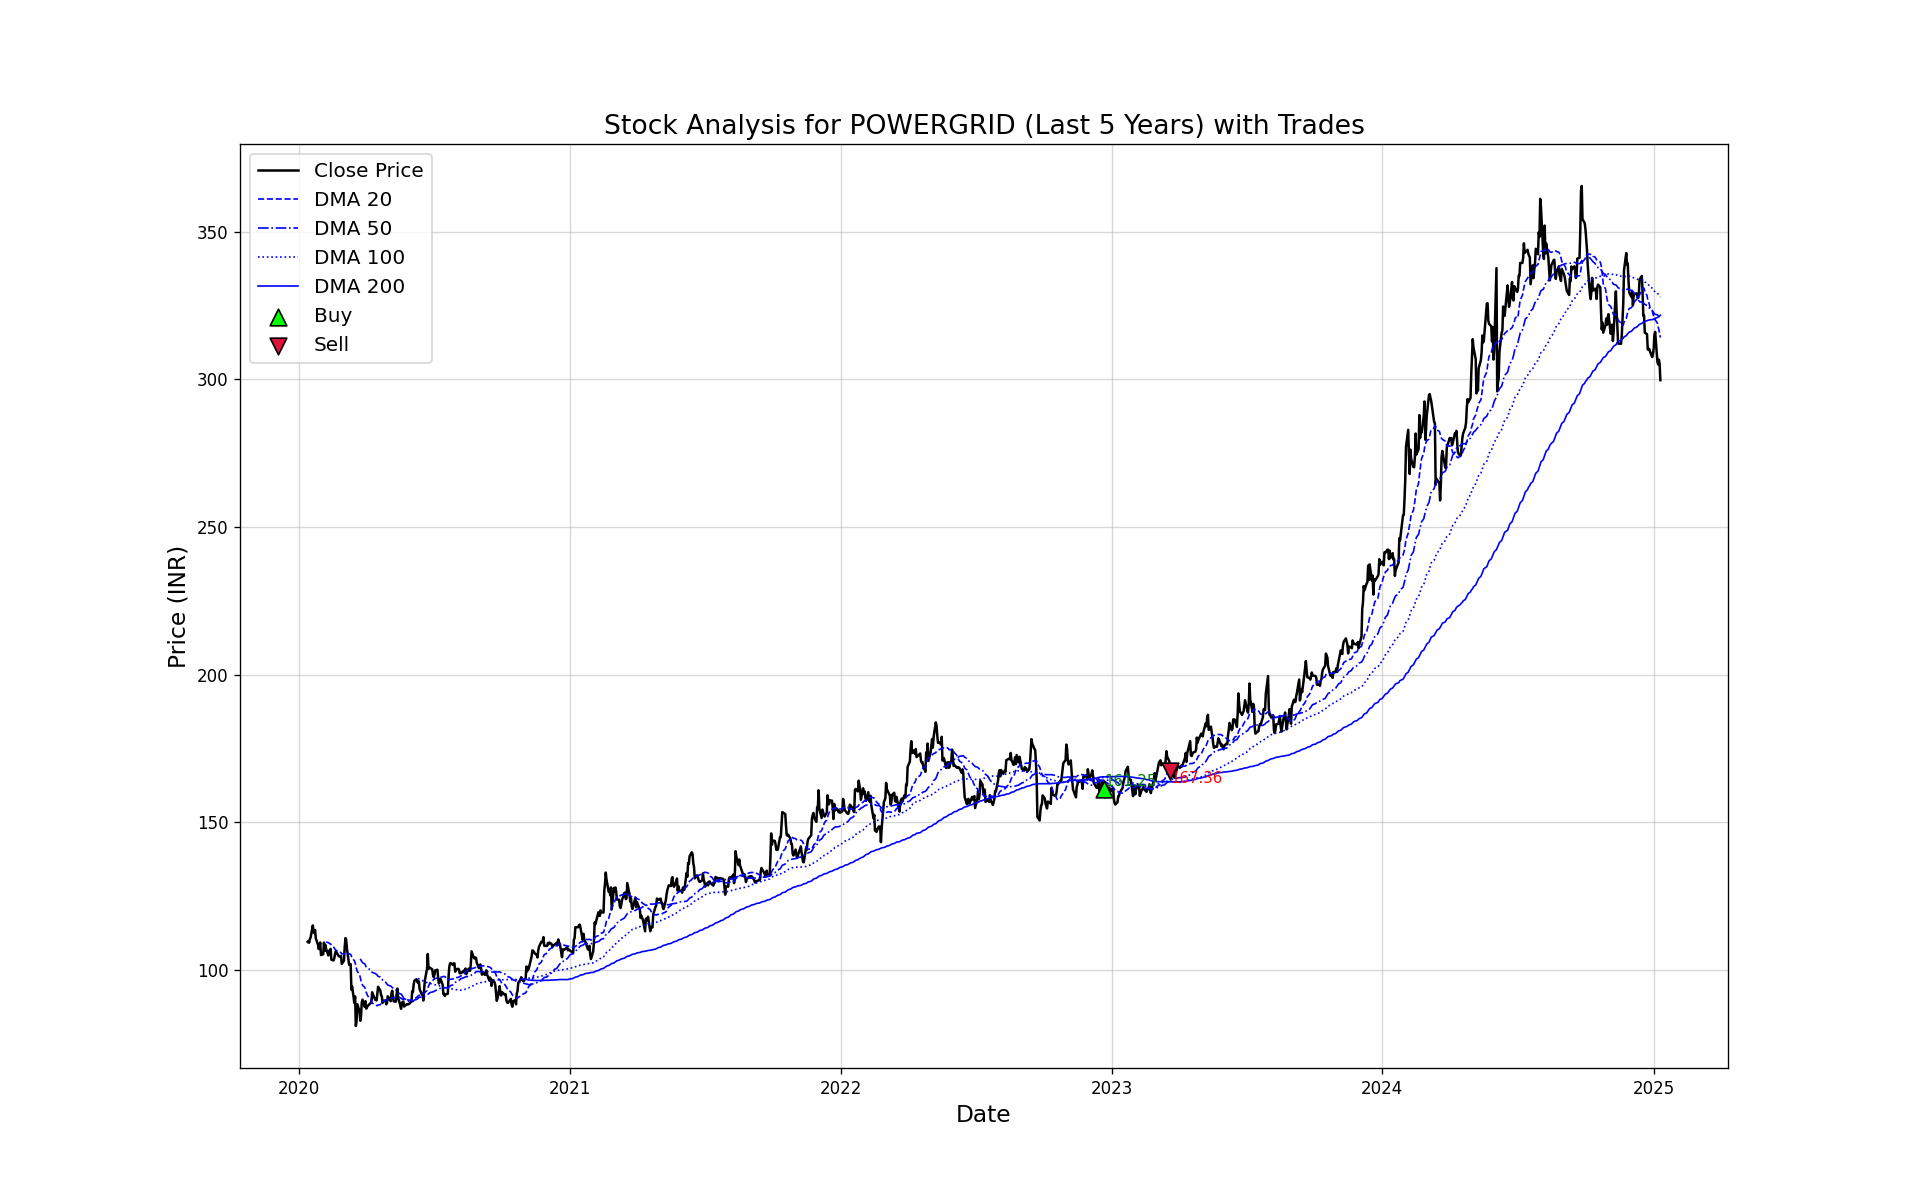 Stock Analysis for POWERGRID (Last 5 Years) with Trades
Close Price
DMA 20
DMA 50
DMA 100
DMA 200
Buy
Sell
350
300
250
200
150
100
Price (INR)
167.36
2020
2021
2022
2023
2024
2025
Date